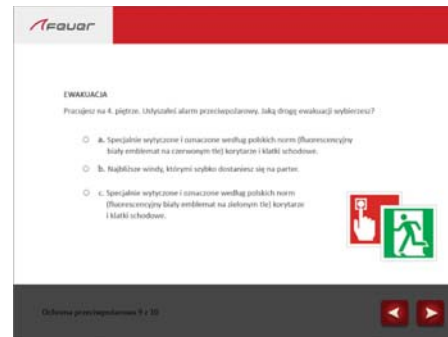 Afauer
EWAKUACJA
Pracujesz na 4. piętrze. Usłyszałeś alarm przeciwpożarowy. Jaką drogę ewakuacji wybierzesz?
a. Specjalnie wytyczone i oznaczone według polskich norm (fluorescencyjny
biały emblemat na czerwonym tle) korytarze i klatki schodowe.
b. Najbliższe windy, którymi szybko dostaniesz się na parter.
c. Specjalnie wytyczone i oznaczone według polskich norm
(fluorescencyjny biały emblemat na zielonym tle) korytarze
i klatki schodowe.
Ochrona przeciwpożarowa 9 z 10